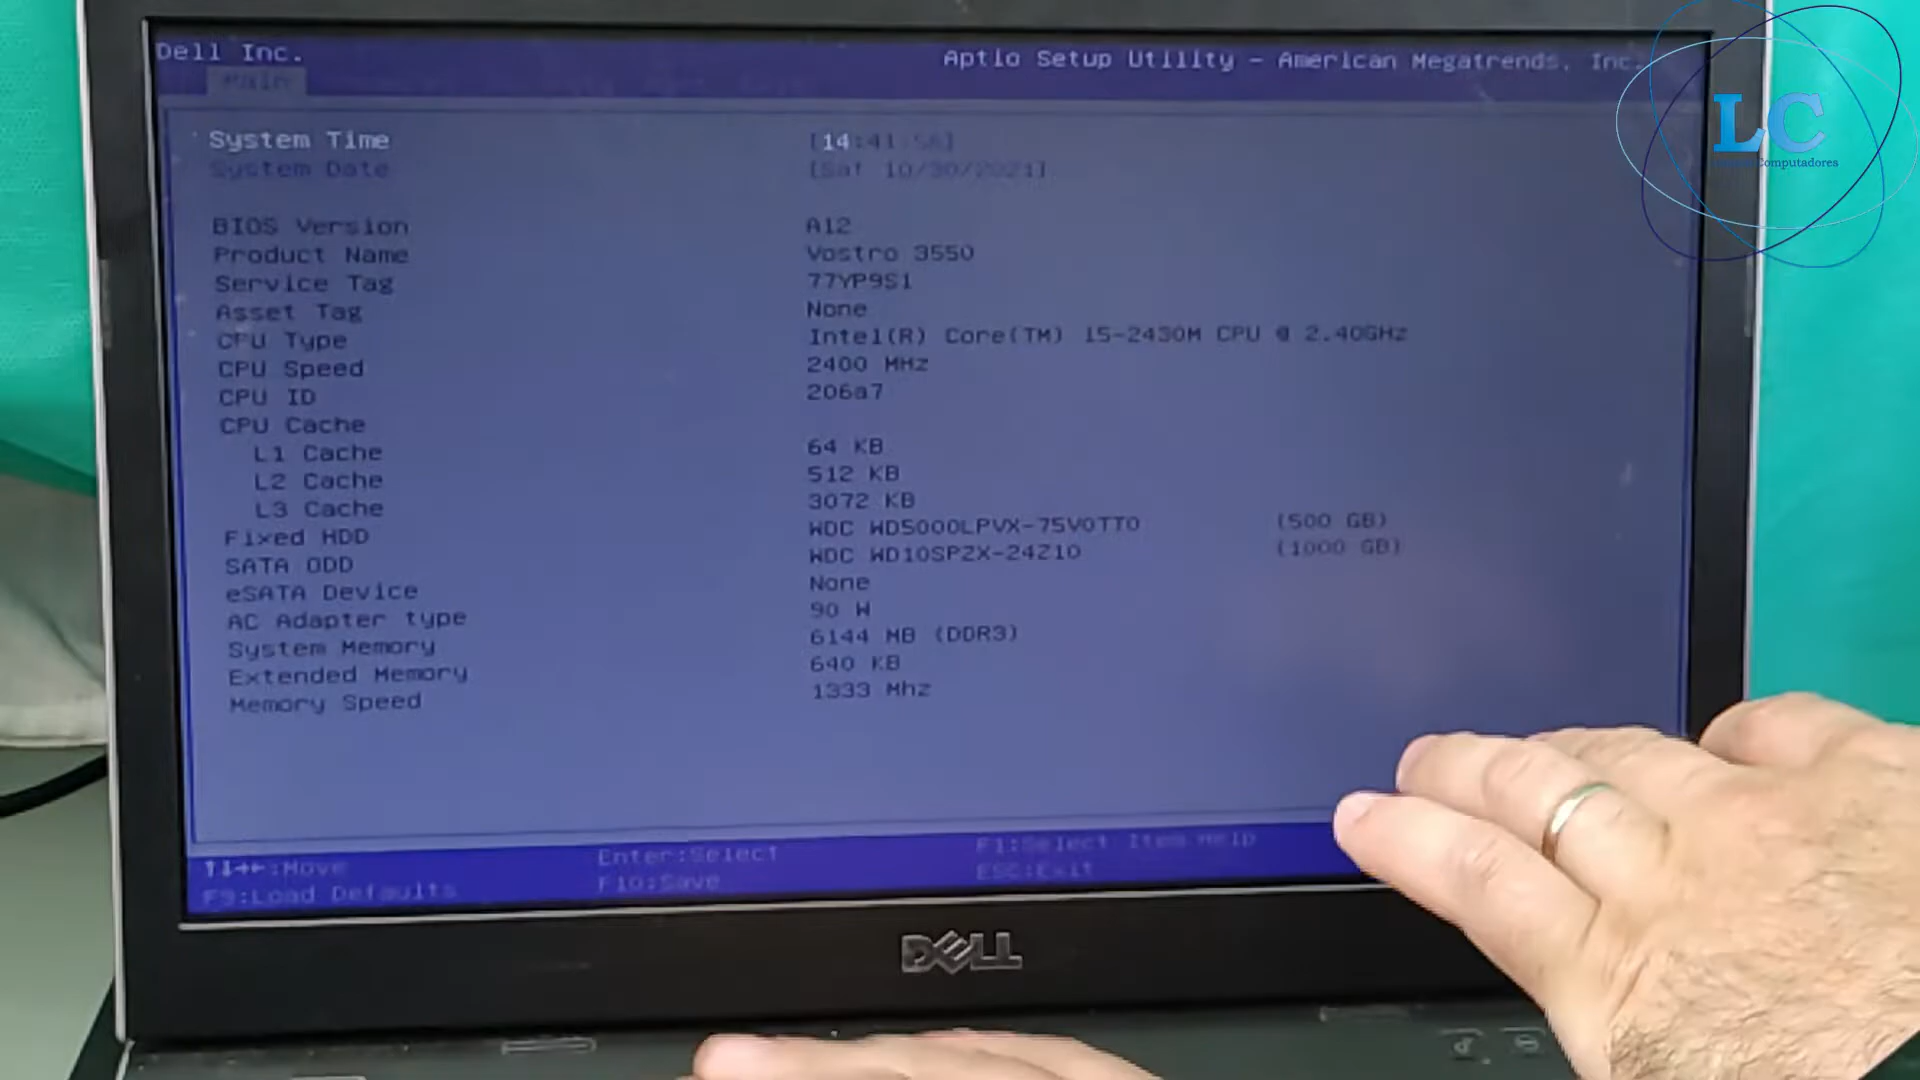 Dell Inc.
Aptio Setup Utility - American Megatrends, Inc.
Main
System Time [14:41:56]
System Date [Sat 10/30/2021]
BIOS Version A12
Product Name Vostro 3550
Service Tag 77YP9S1
Asset Tag None
CPU Type Intel(R) Core(TM) i5-2430M CPU @ 2.40GHz
CPU Speed 2400 MHz
CPU ID 206a7
CPU Cache
L1 Cache 64 KB
L2 Cache 512 KB
L3 Cache 3072 KB
Fixed HDD WDC WD5000LPVX-75V0TT0 (500 GB)
SATA ODD WDC WD10SPZX-24Z10 (1000 GB)
eSATA Device None
AC Adapter type 90 W
System Memory 6144 MB (DDR3)
Extended Memory 640 KB
Memory Speed 1333 Mhz
↑↓→←:Move Enter:Select F1:Select Item Help
F9:Load Defaults F10:Save ESC:Exit
DELL
LC
Computadores